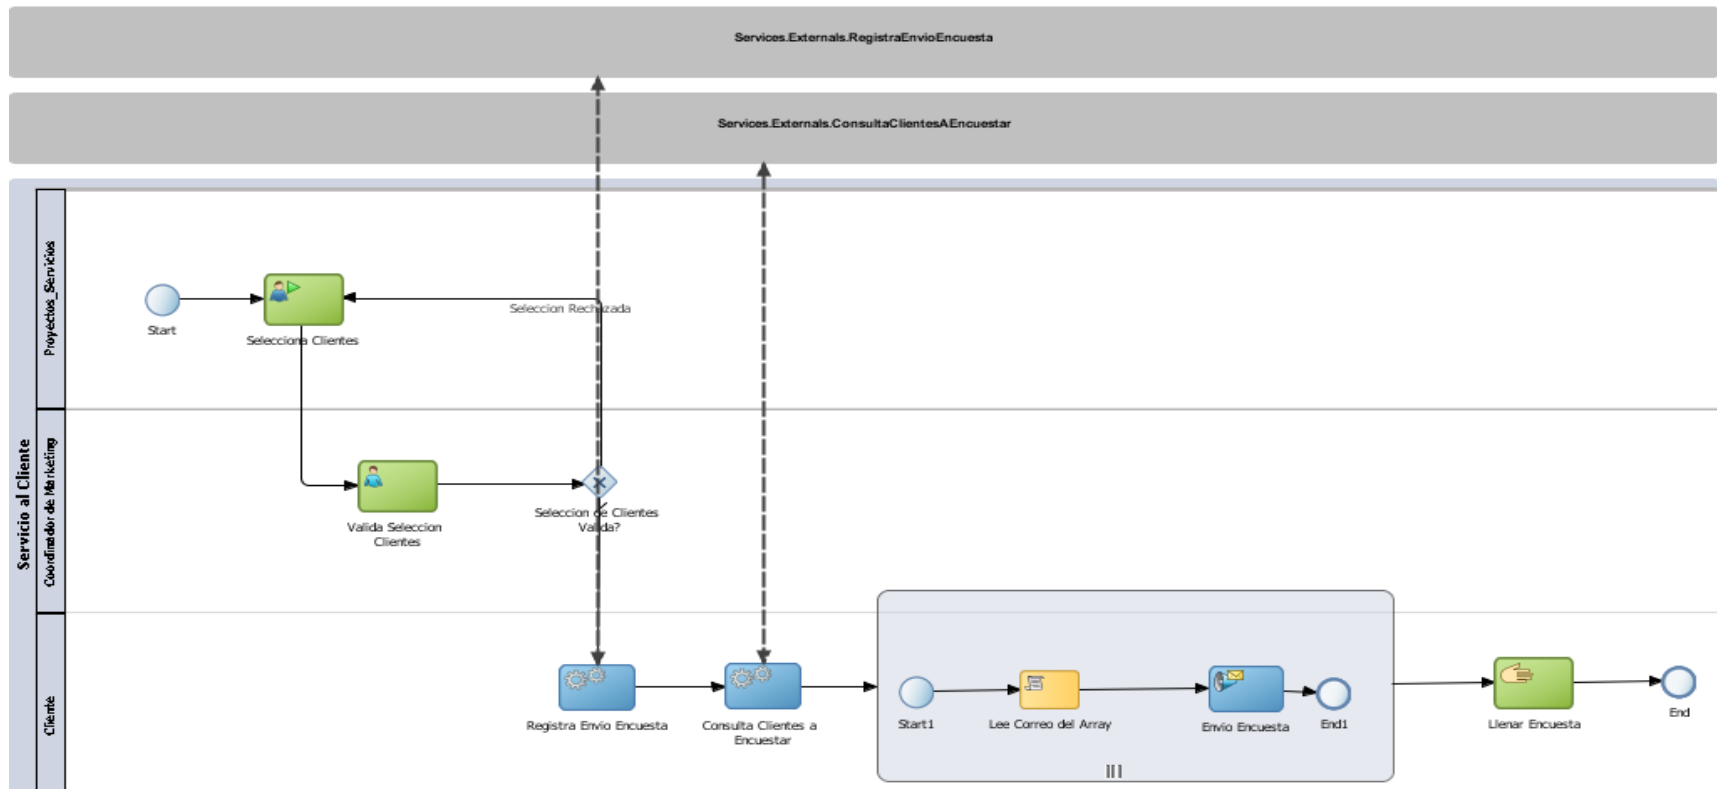 Services.Externals.RegistraEnvioEncuesta
Services.Externals.ConsultaClientesAEncuestar
Servicio al Cliente
Proyectos_Servicios
Start
Selecciona Clientes
Seleccion Rechazada
Coordinador de Marketing
Valida Seleccion
Clientes
Seleccion de Clientes
Valida?
Cliente
Registra Envio Encuesta
Consulta Clientes a
Encuestar
Start1
Lee Correo del Array
Envio Encuesta
End1
Llenar Encuesta
End